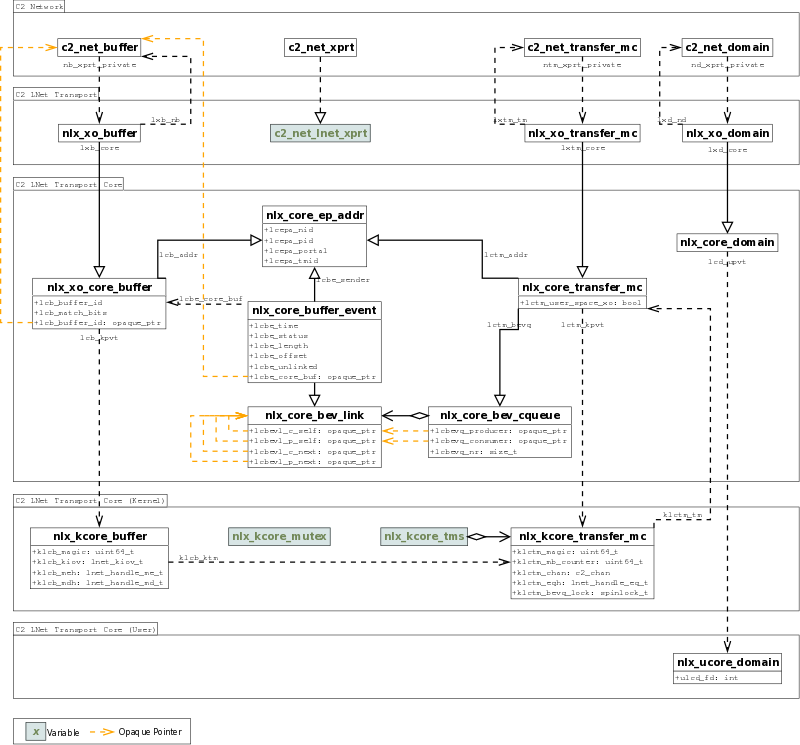 C2 Network
c2_net_buffer
c2_net_xprt
c2_net_transfer_mc
c2_net_domain
nb_xprt_private
ntm_xprt_private
nd_xprt_private
C2 LNet Transport
lxb_nb
lxtm_tm
lxd_nd
nlx_xo_buffer
c2_net_lnet_xprt
nlx_xo_transfer_mc
nlx_xo_domain
lxb_core
lxtm_core
lxd_core
C2 LNet Transport Core
nlx_core_ep_addr
+lcepa_nid
+lcepa_pid
+lcepa_portal
+lcepa_tmid
nlx_core_domain
lcb_addr
lctm_addr
lcd_upvt
lcbe_sender
nlx_xo_core_buffer
+lcb_buffer_id
+lcb_match_bits
+lcb_buffer_id: opaque_ptr
lcb_kpvt
lcbe_core_buf
nlx_core_transfer_mc
+lctm_user_space_xo: bool
lctm_bevq
lctm_kpvt
nlx_core_buffer_event
+lcbe_time
+lcbe_status
+lcbe_length
+lcbe_offset
+lcbe_unlinked
+lcbe_core_buf: opaque_ptr
nlx_core_bev_link
+lcbevl_c_self: opaque_ptr
+lcbevl_p_self: opaque_ptr
+lcbevl_c_next: opaque_ptr
+lcbevl_p_next: opaque_ptr
nlx_core_bev_cqueue
+lcbevq_producer: opaque_ptr
+lcbevq_consumer: opaque_ptr
+lcbevq_nr: size_t
C2 LNet Transport Core (Kernel)
klctm_tm
nlx_kcore_buffer
+klcb_magic: uint64_t
+klcb_kiov: lnet_kiov_t
+klcb_meh: lnet_handle_me_t
+klcb_mdh: lnet_handle_md_t
nlx_kcore_mutex
nlx_kcore_tms
klcb_ktm
nlx_kcore_transfer_mc
+klctm_magic: uint64_t
+klctm_mb_counter: uint64_t
+klctm_chan: c2_chan
+klctm_eqh: lnet_handle_eq_t
+klctm_bevq_lock: spinlock_t
C2 LNet Transport Core (User)
nlx_ucore_domain
+ulcd_fd: int
x Variable
Opaque Pointer